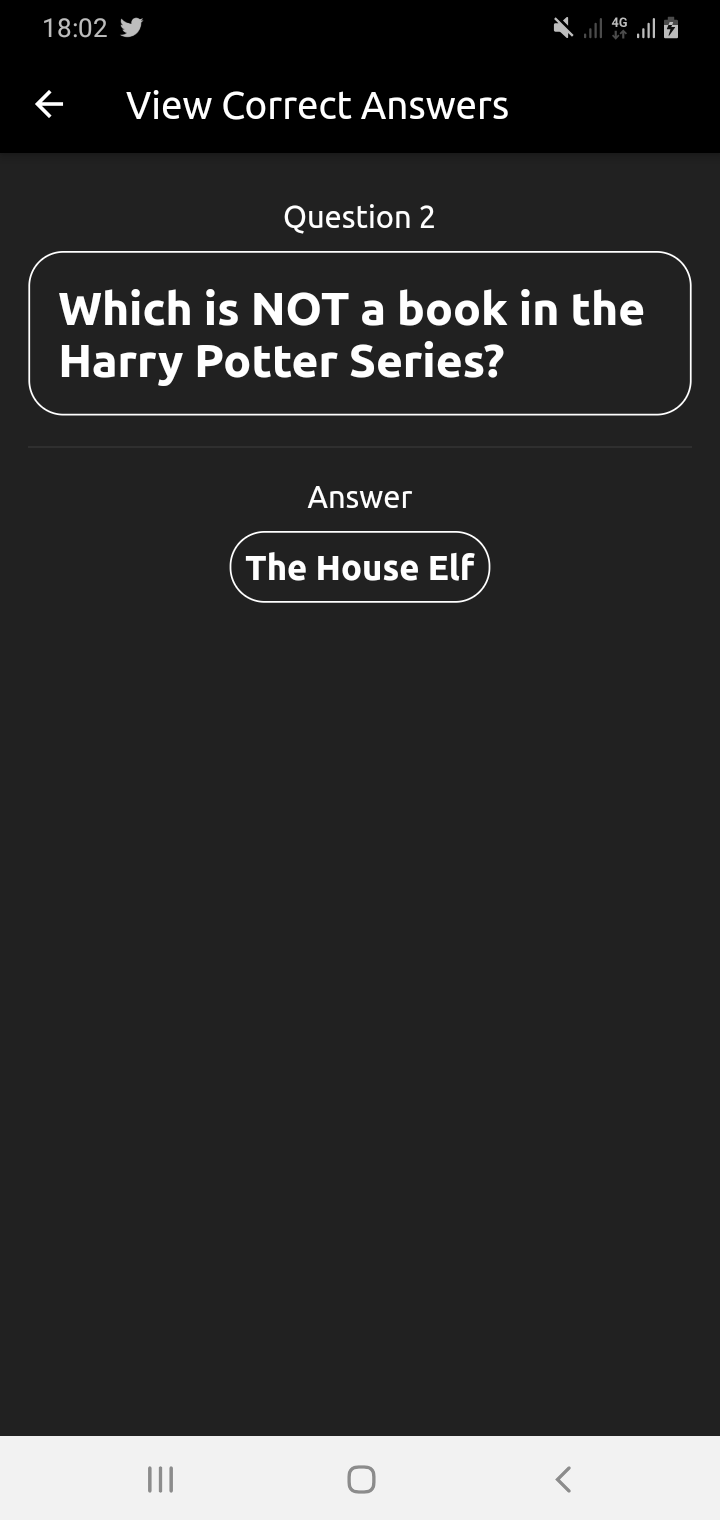 18:02
4G
View Correct Answers
Question 2
Which is NOT a book in the
Harry Potter Series?
Answer
The House Elf